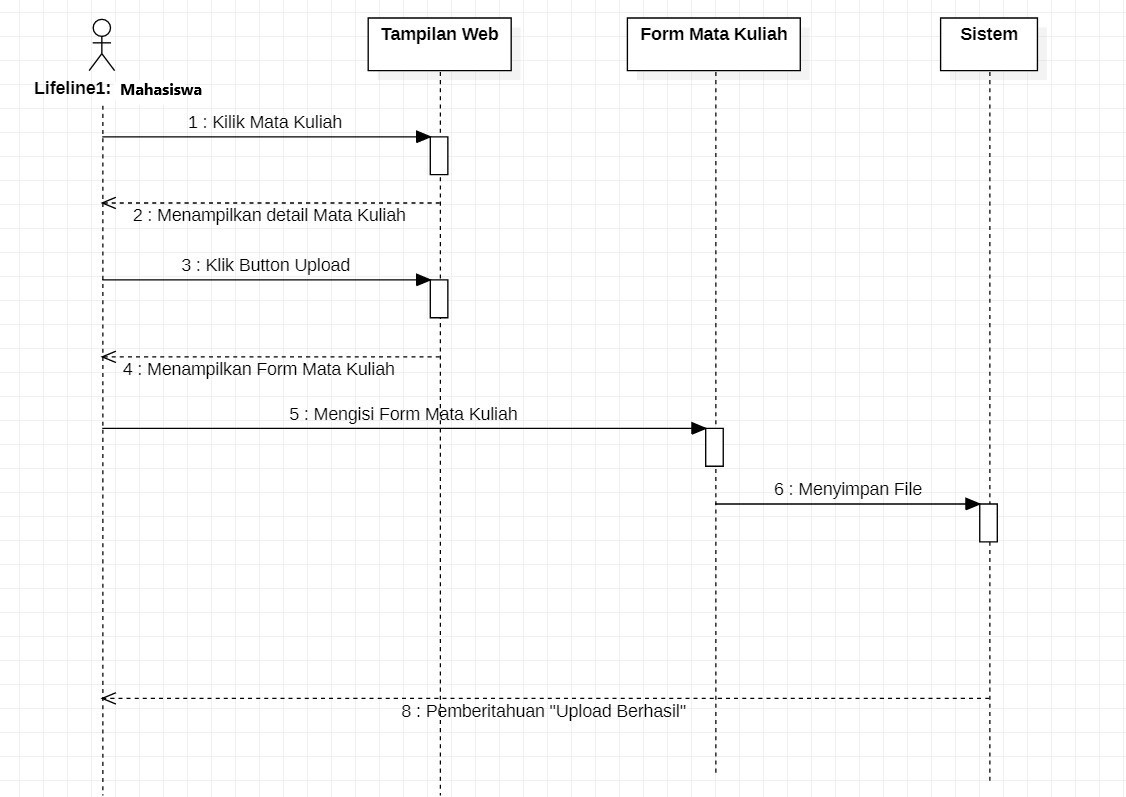 Tampilan Web
Form Mata Kuliah
Sistem
Lifeline1: Mahasiswa
1 : Kilik Mata Kuliah
2 : Menampilkan detail Mata Kuliah
3 : Klik Button Upload
4 : Menampilkan Form Mata Kuliah
5 : Mengisi Form Mata Kuliah
6 : Menyimpan File
8 : Pemberitahuan "Upload Berhasil"